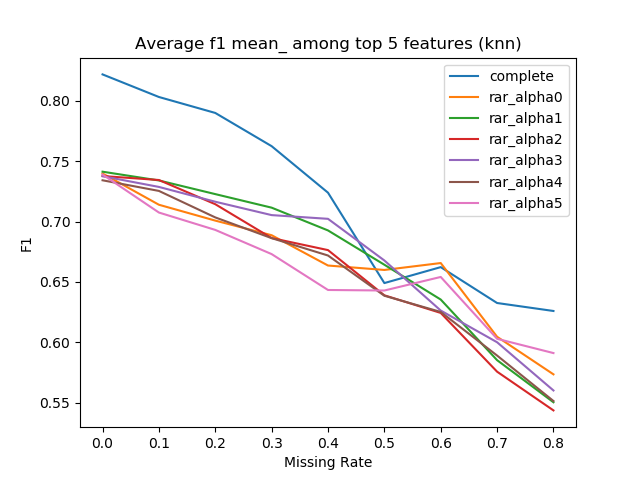 Average f1 mean_ among top 5 features (knn)
complete
rar_alpha0
rar_alpha1
rar_alpha2
rar_alpha3
rar_alpha4
rar_alpha5
F1
0.80
0.75
0.70
0.65
0.60
0.55
0.0 0.1 0.2 0.3 0.4 0.5 0.6 0.7 0.8
Missing Rate